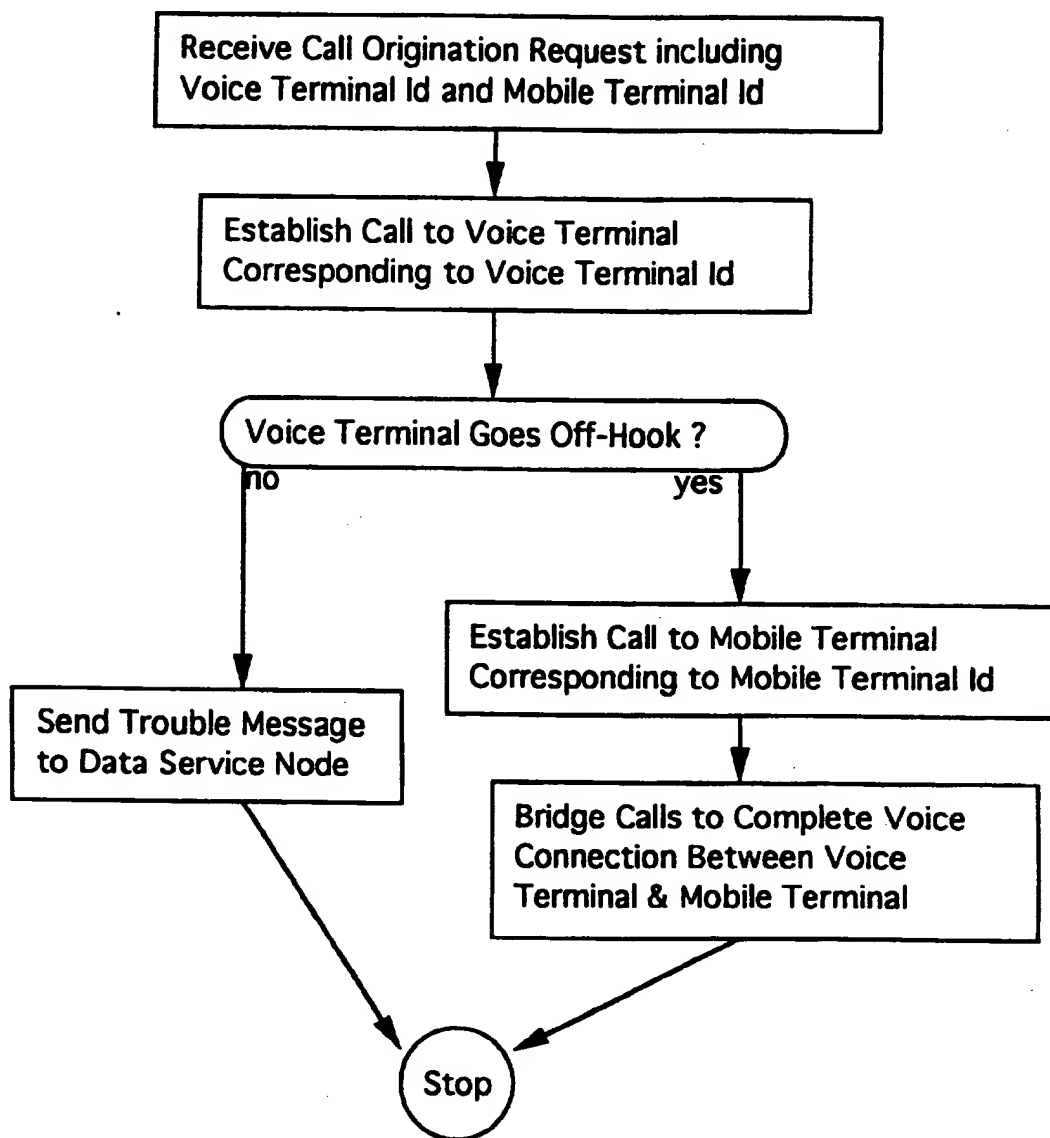 Receive Call Origination Request including
Voice Terminal Id and Mobile Terminal Id
Establish Call to Voice Terminal
Corresponding to Voice Terminal Id
Voice Terminal Goes Off-Hook ?
no
yes
Establish Call to Mobile Terminal
Corresponding to Mobile Terminal Id
Send Trouble Message
to Data Service Node
Bridge Calls to Complete Voice
Connection Between Voice
Terminal & Mobile Terminal
Stop